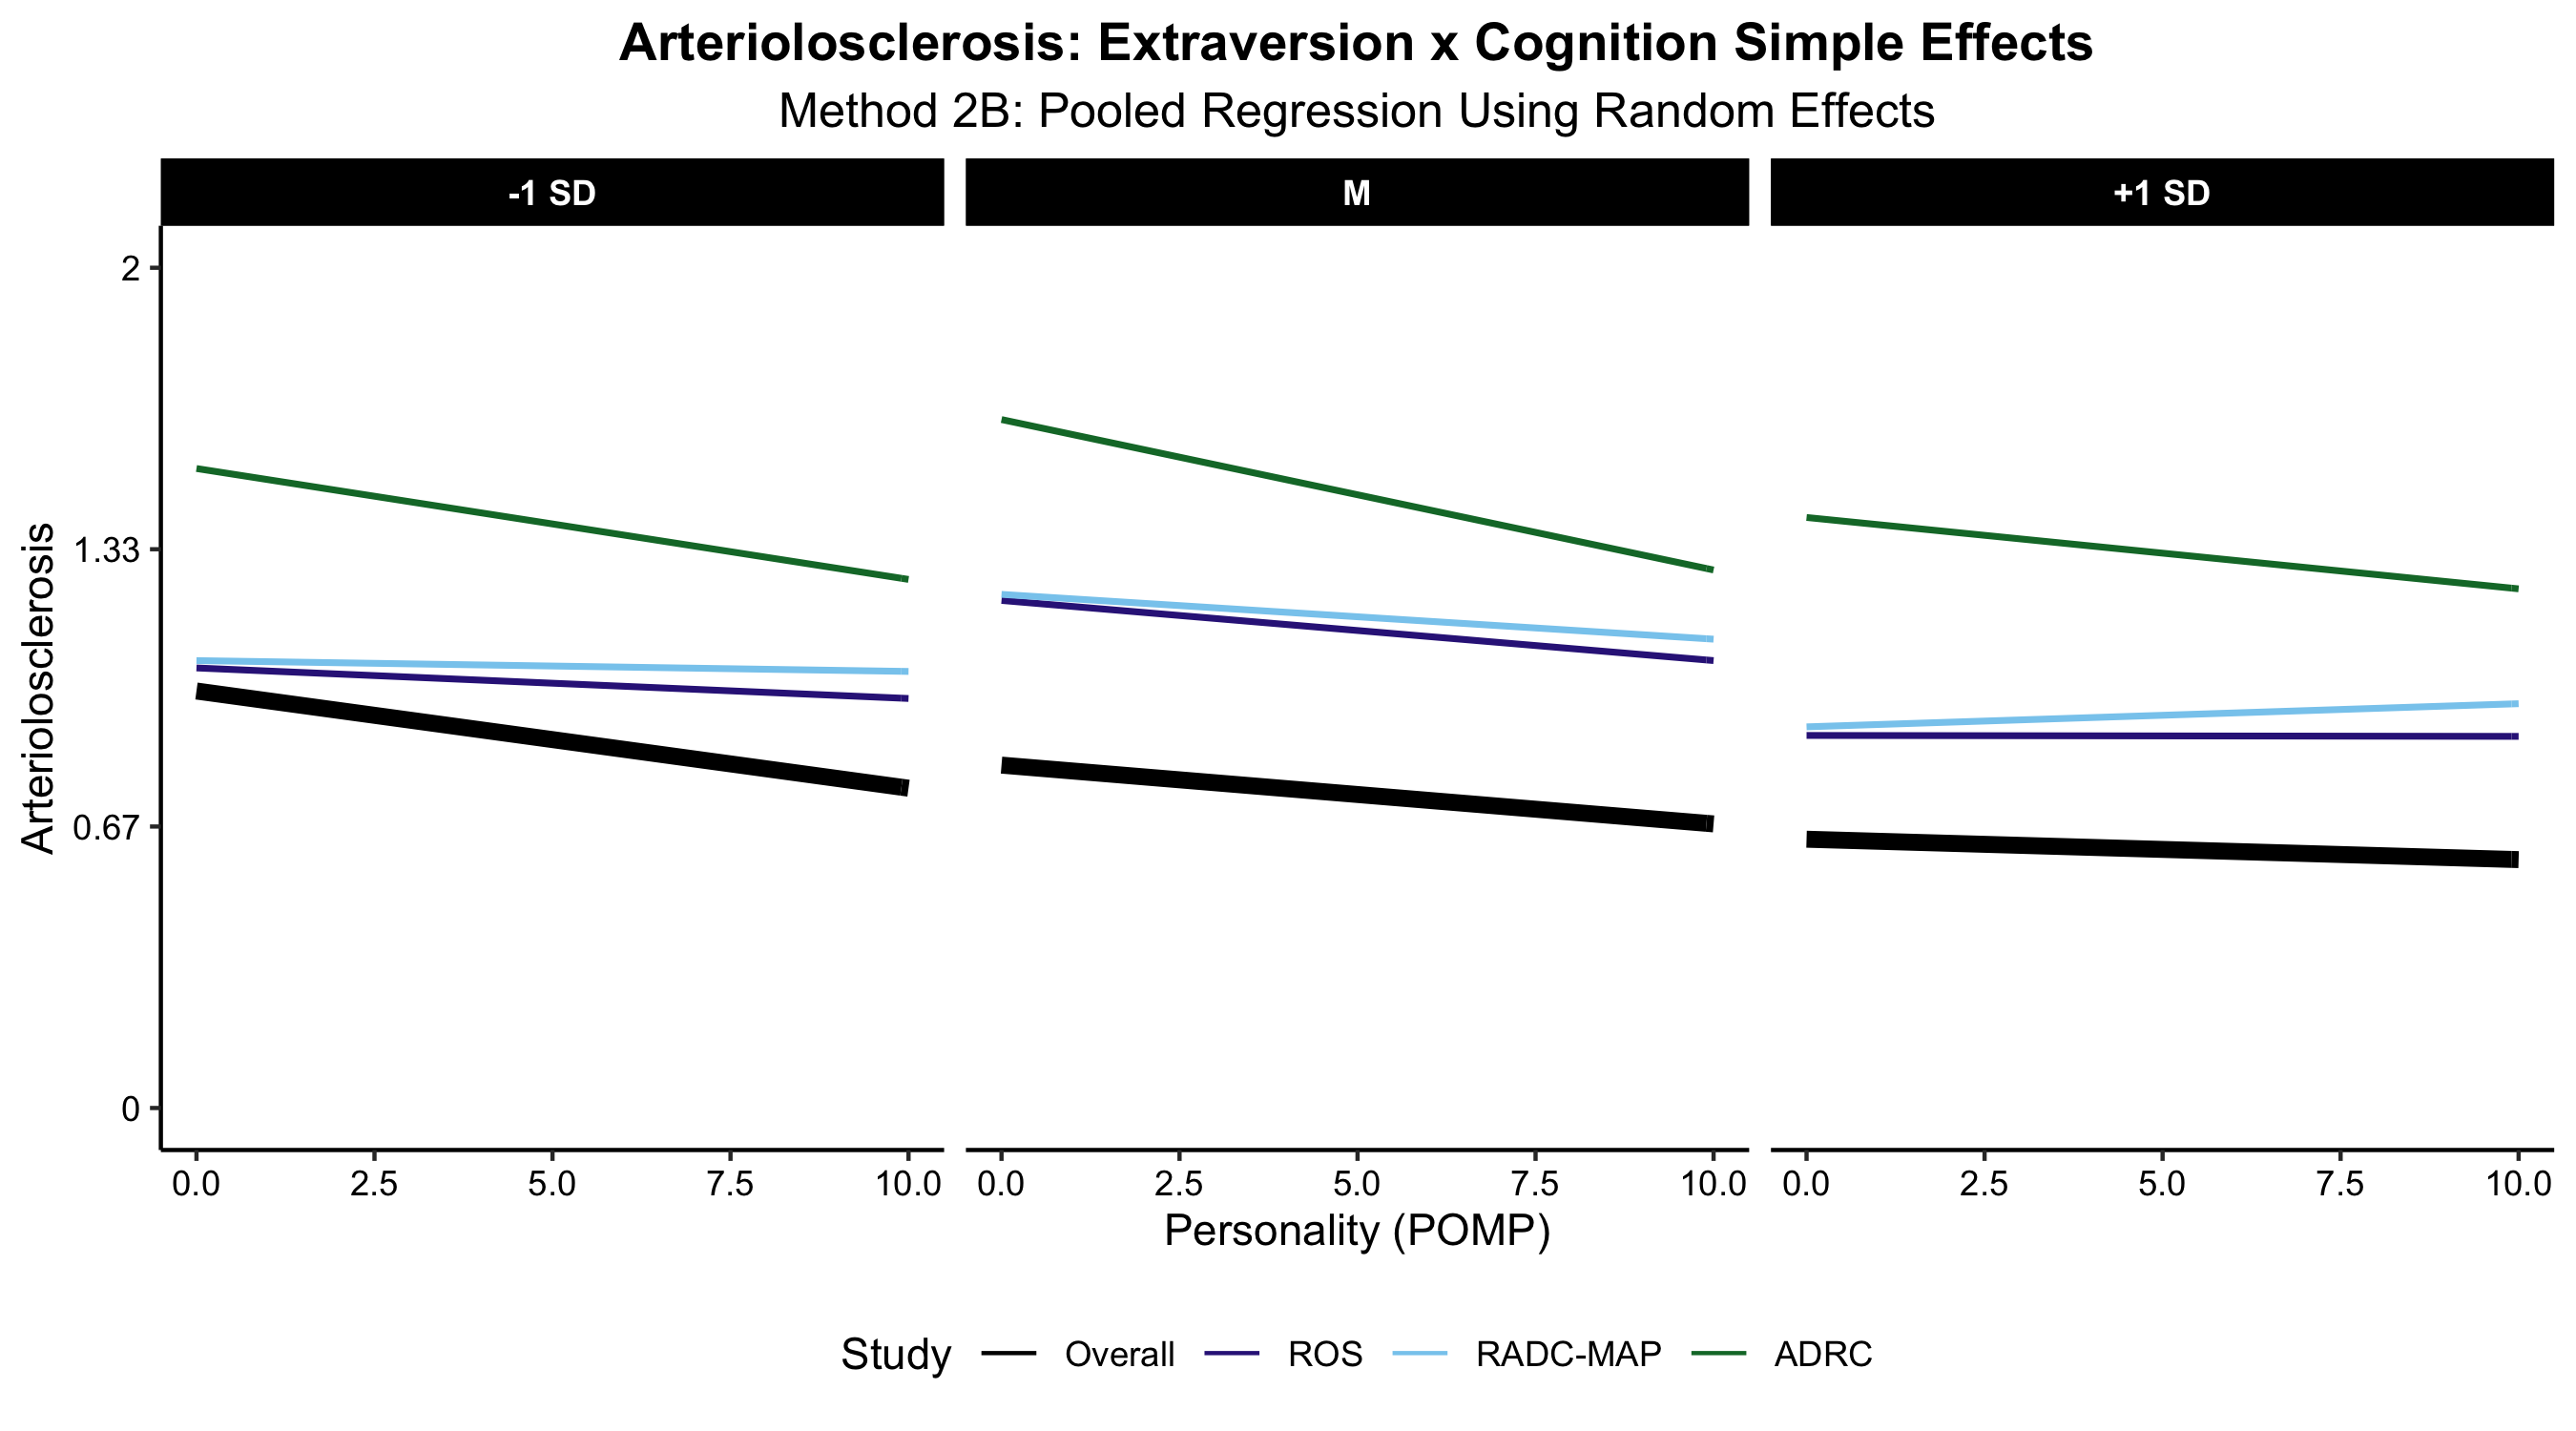 Arteriolosclerosis: Extraversion x Cognition Simple Effects
Method 2B: Pooled Regression Using Random Effects
-1 SD
M
+1 SD
Arteriolosclerosis
2
1.33
0.67
0
0.0 2.5 5.0 7.5 10.0
0.0 2.5 5.0 7.5 10.0
0.0 2.5 5.0 7.5 10.0
Personality (POMP)
Study Overall ROS RADC-MAP ADRC